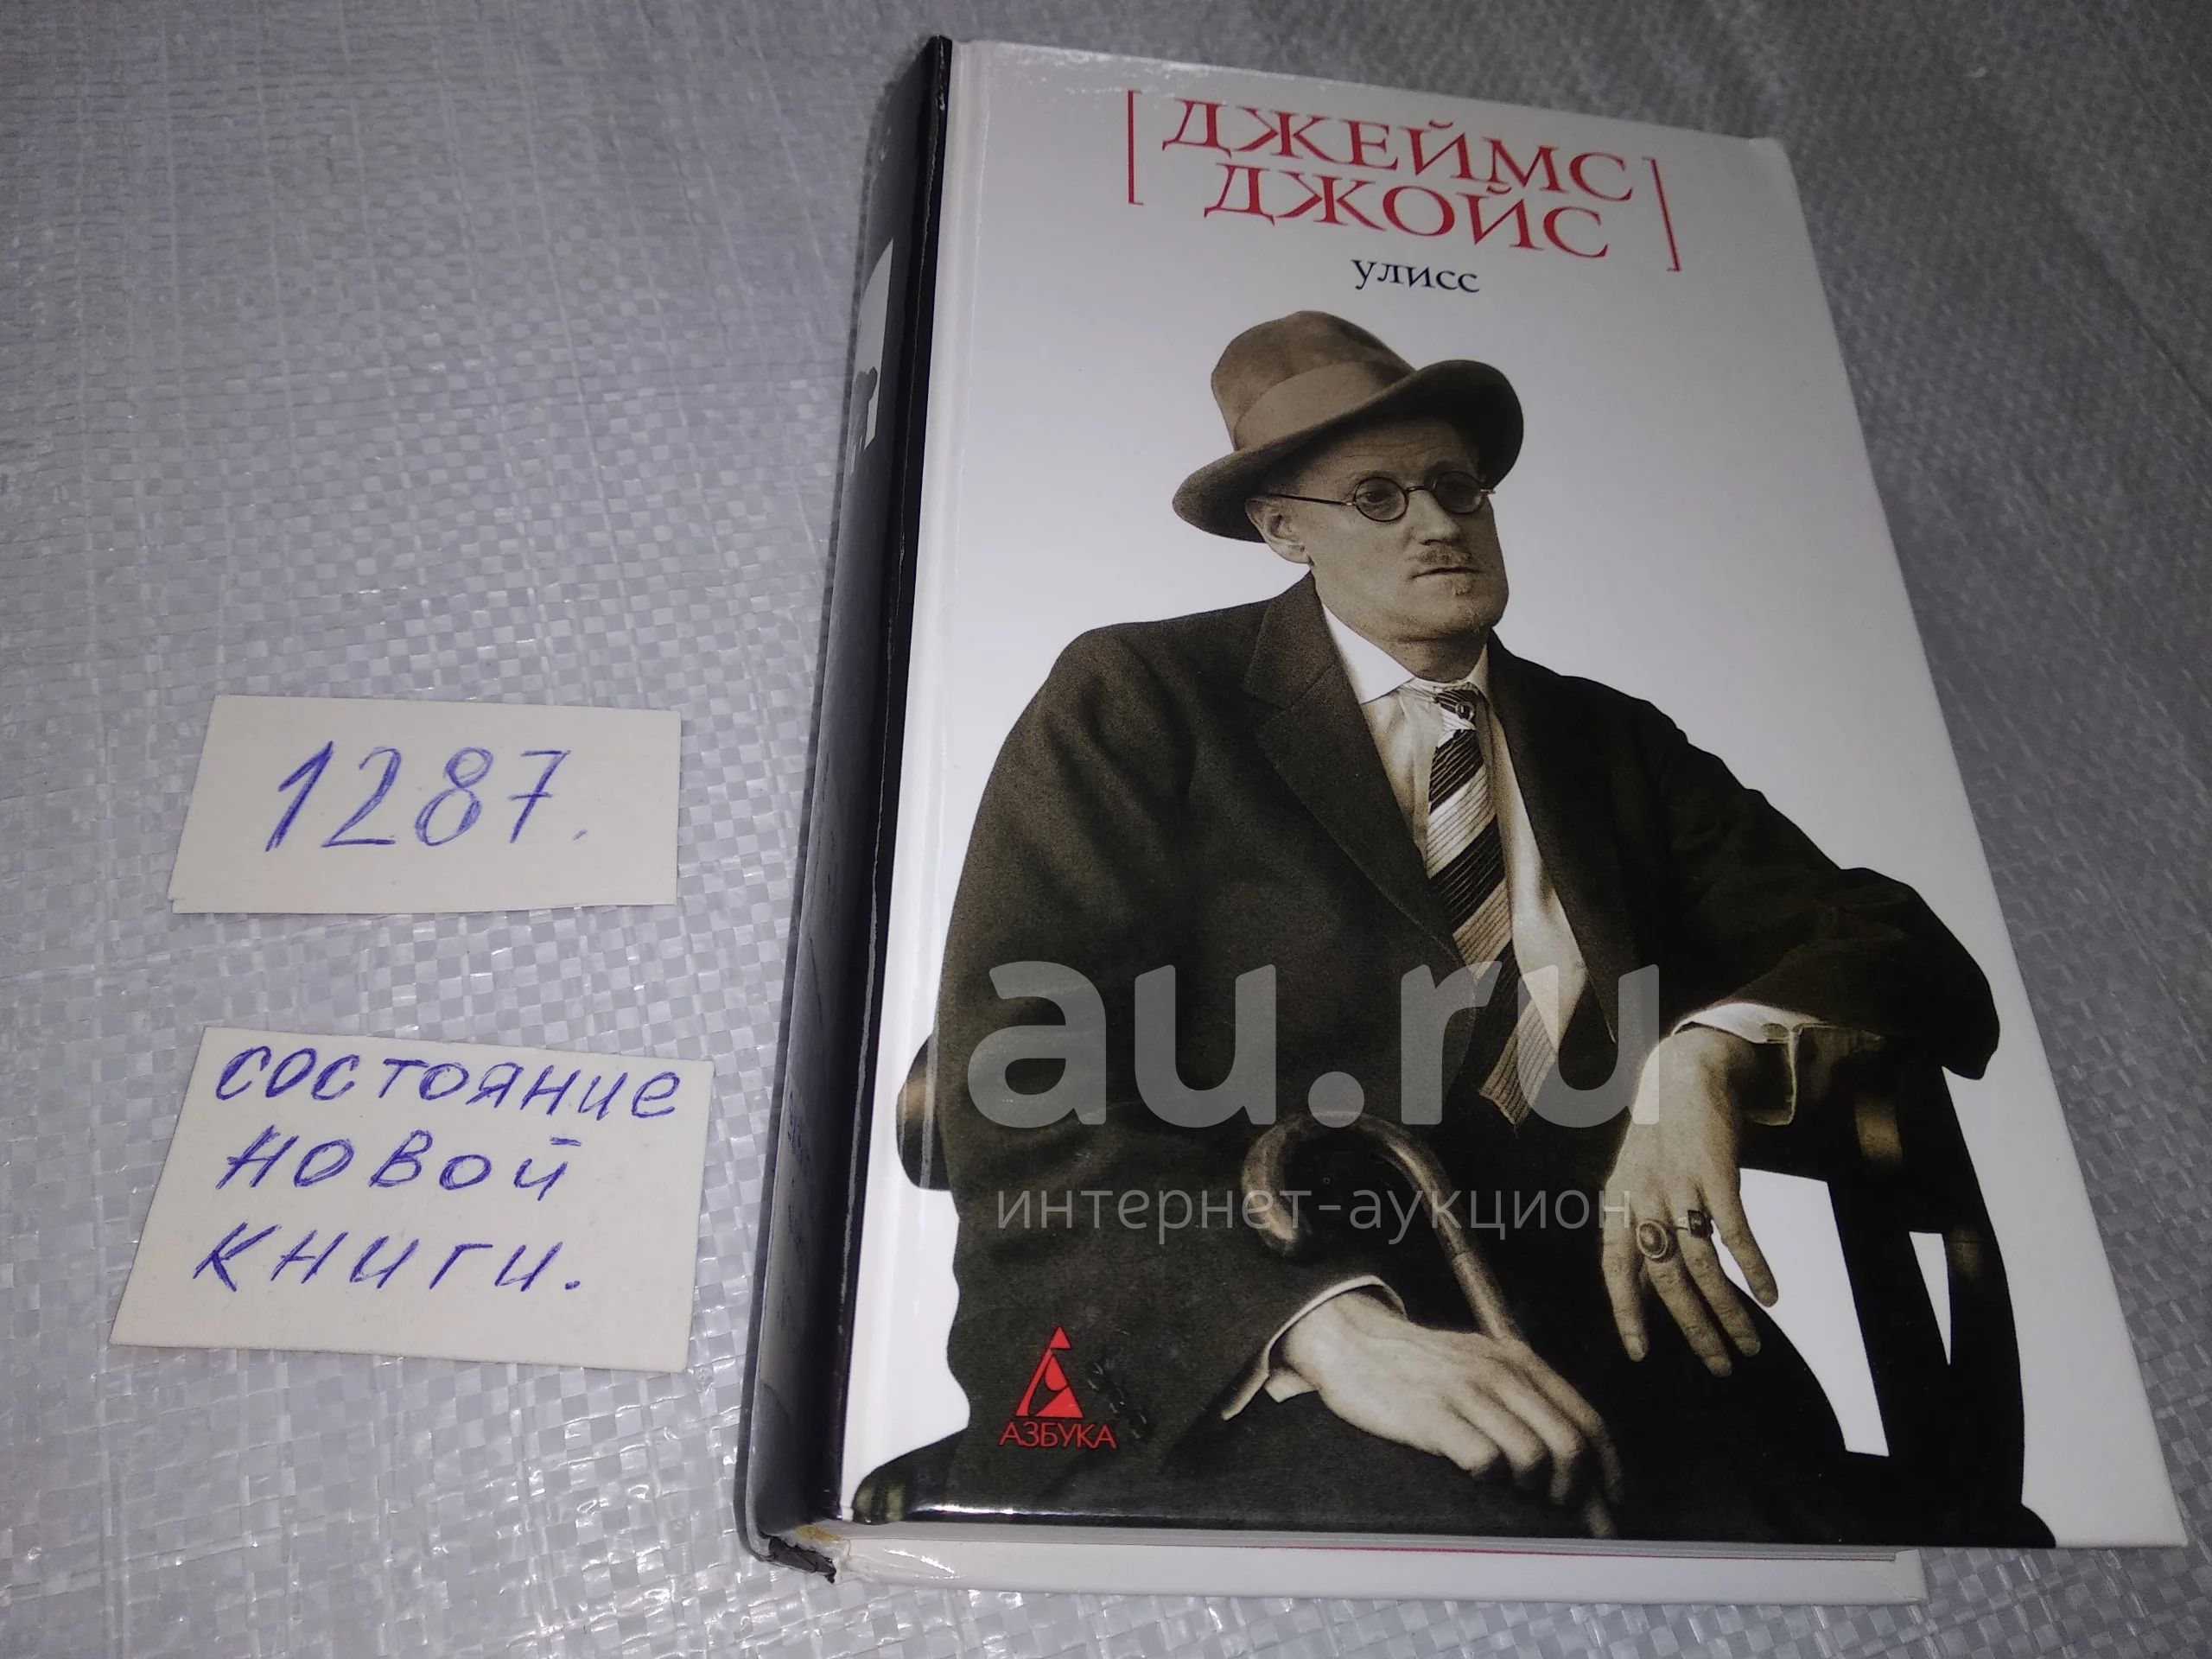 [ ДЖЕЙМС
ДЖОЙС ]
улисс
1287.
состояние
новой
книги.
au.ru
интернет-аукцион
АЗБУКА